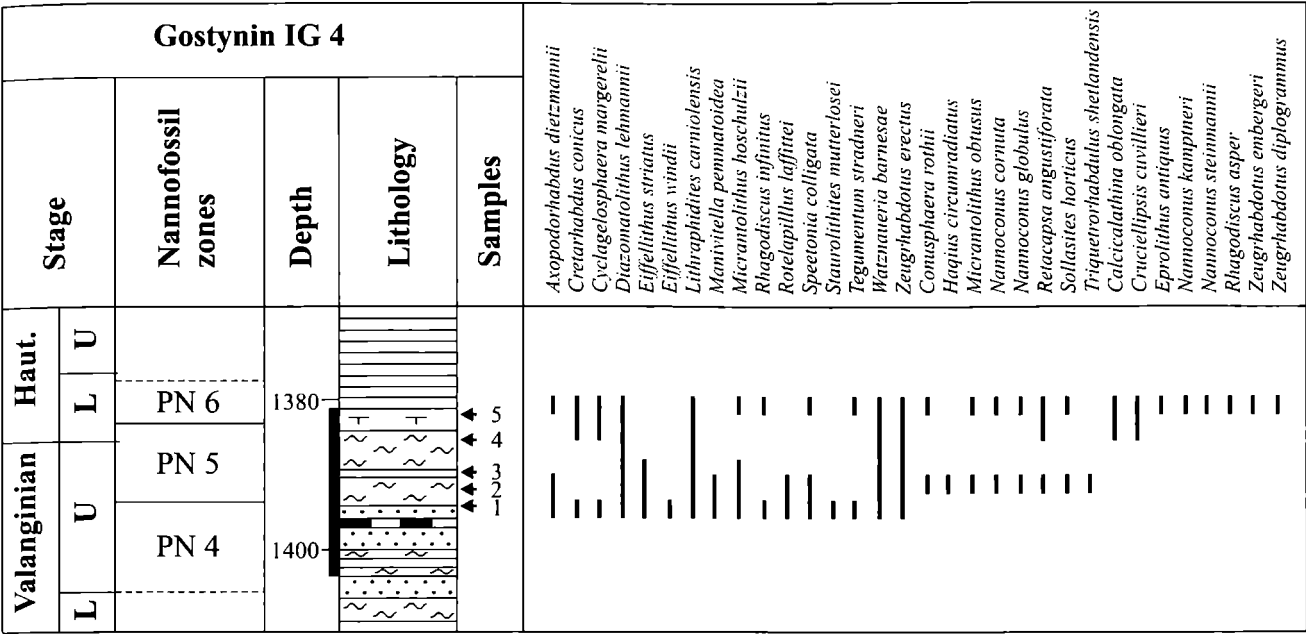 Gostynin IG 4
Stage
Nannofossil
zones
Depth
Lithology
Samples
Axopodorhabdus dietzmannii
Cretarhabdus conicus
Cyclagelosphaera margerelii
Diazomatolithus lehmannii
Eiffellithus striatus
Eiffellithus windii
Lithraphidites carniolensis
Manivitella pemmatoidea
Micrantolithus hoschulzii
Rhagodiscus infinitus
Rotelapilltus laffittei
Speetonia colligata
Staurolithites mutterlosei
Tegumentum stradneri
Watznaueria barnesae
Zeugrhabdotus erectus
Conusphaera rothii
Haqius circumradiatus
Micrantolithus obtusus
Nannoconus cornuta
Nannoconus globulus
Retacapsa angustiforata
Sollasites horticus
Triquetrorhabdulus shetlandensis
Calcicalathina oblongata
Cruciellipsis cuvillieri
Eprolithus antiquus
Nannoconus kamptneri
Nannoconus steinmannii
Rhagodiscus asper
Zeugrhabdotus embergeri
Zeugrhabdotus diplogrammus
Haut.
U
L
Valanginian
U
L
PN 6
PN 5
PN 4
1380
1400
5
4
3
2
1